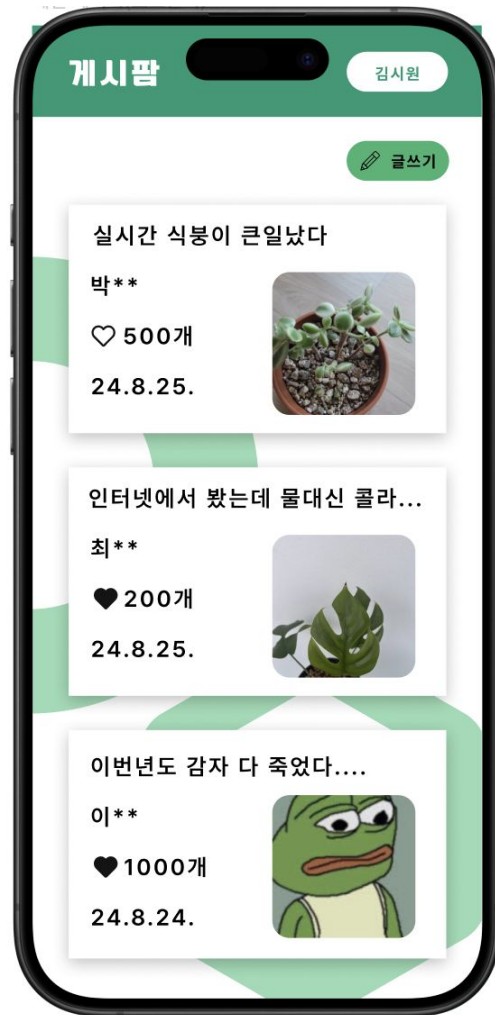 게시팜
김시원
글쓰기
실시간 식붕이 큰일났다
박**
500개
24.8.25.
인터넷에서 봤는데 물대신 콜라...
최**
200개
24.8.25.
이번년도 감자 다 죽었다....
이**
1000개
24.8.24.